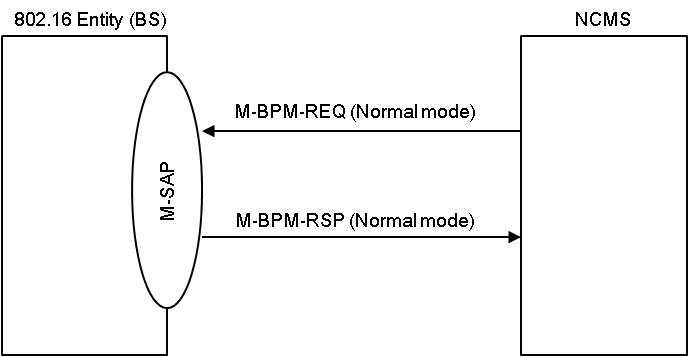 802.16 Entity (BS)
NCMS
M-BPM-REQ (Normal mode)
M-SAP
M-BPM-RSP (Normal mode)